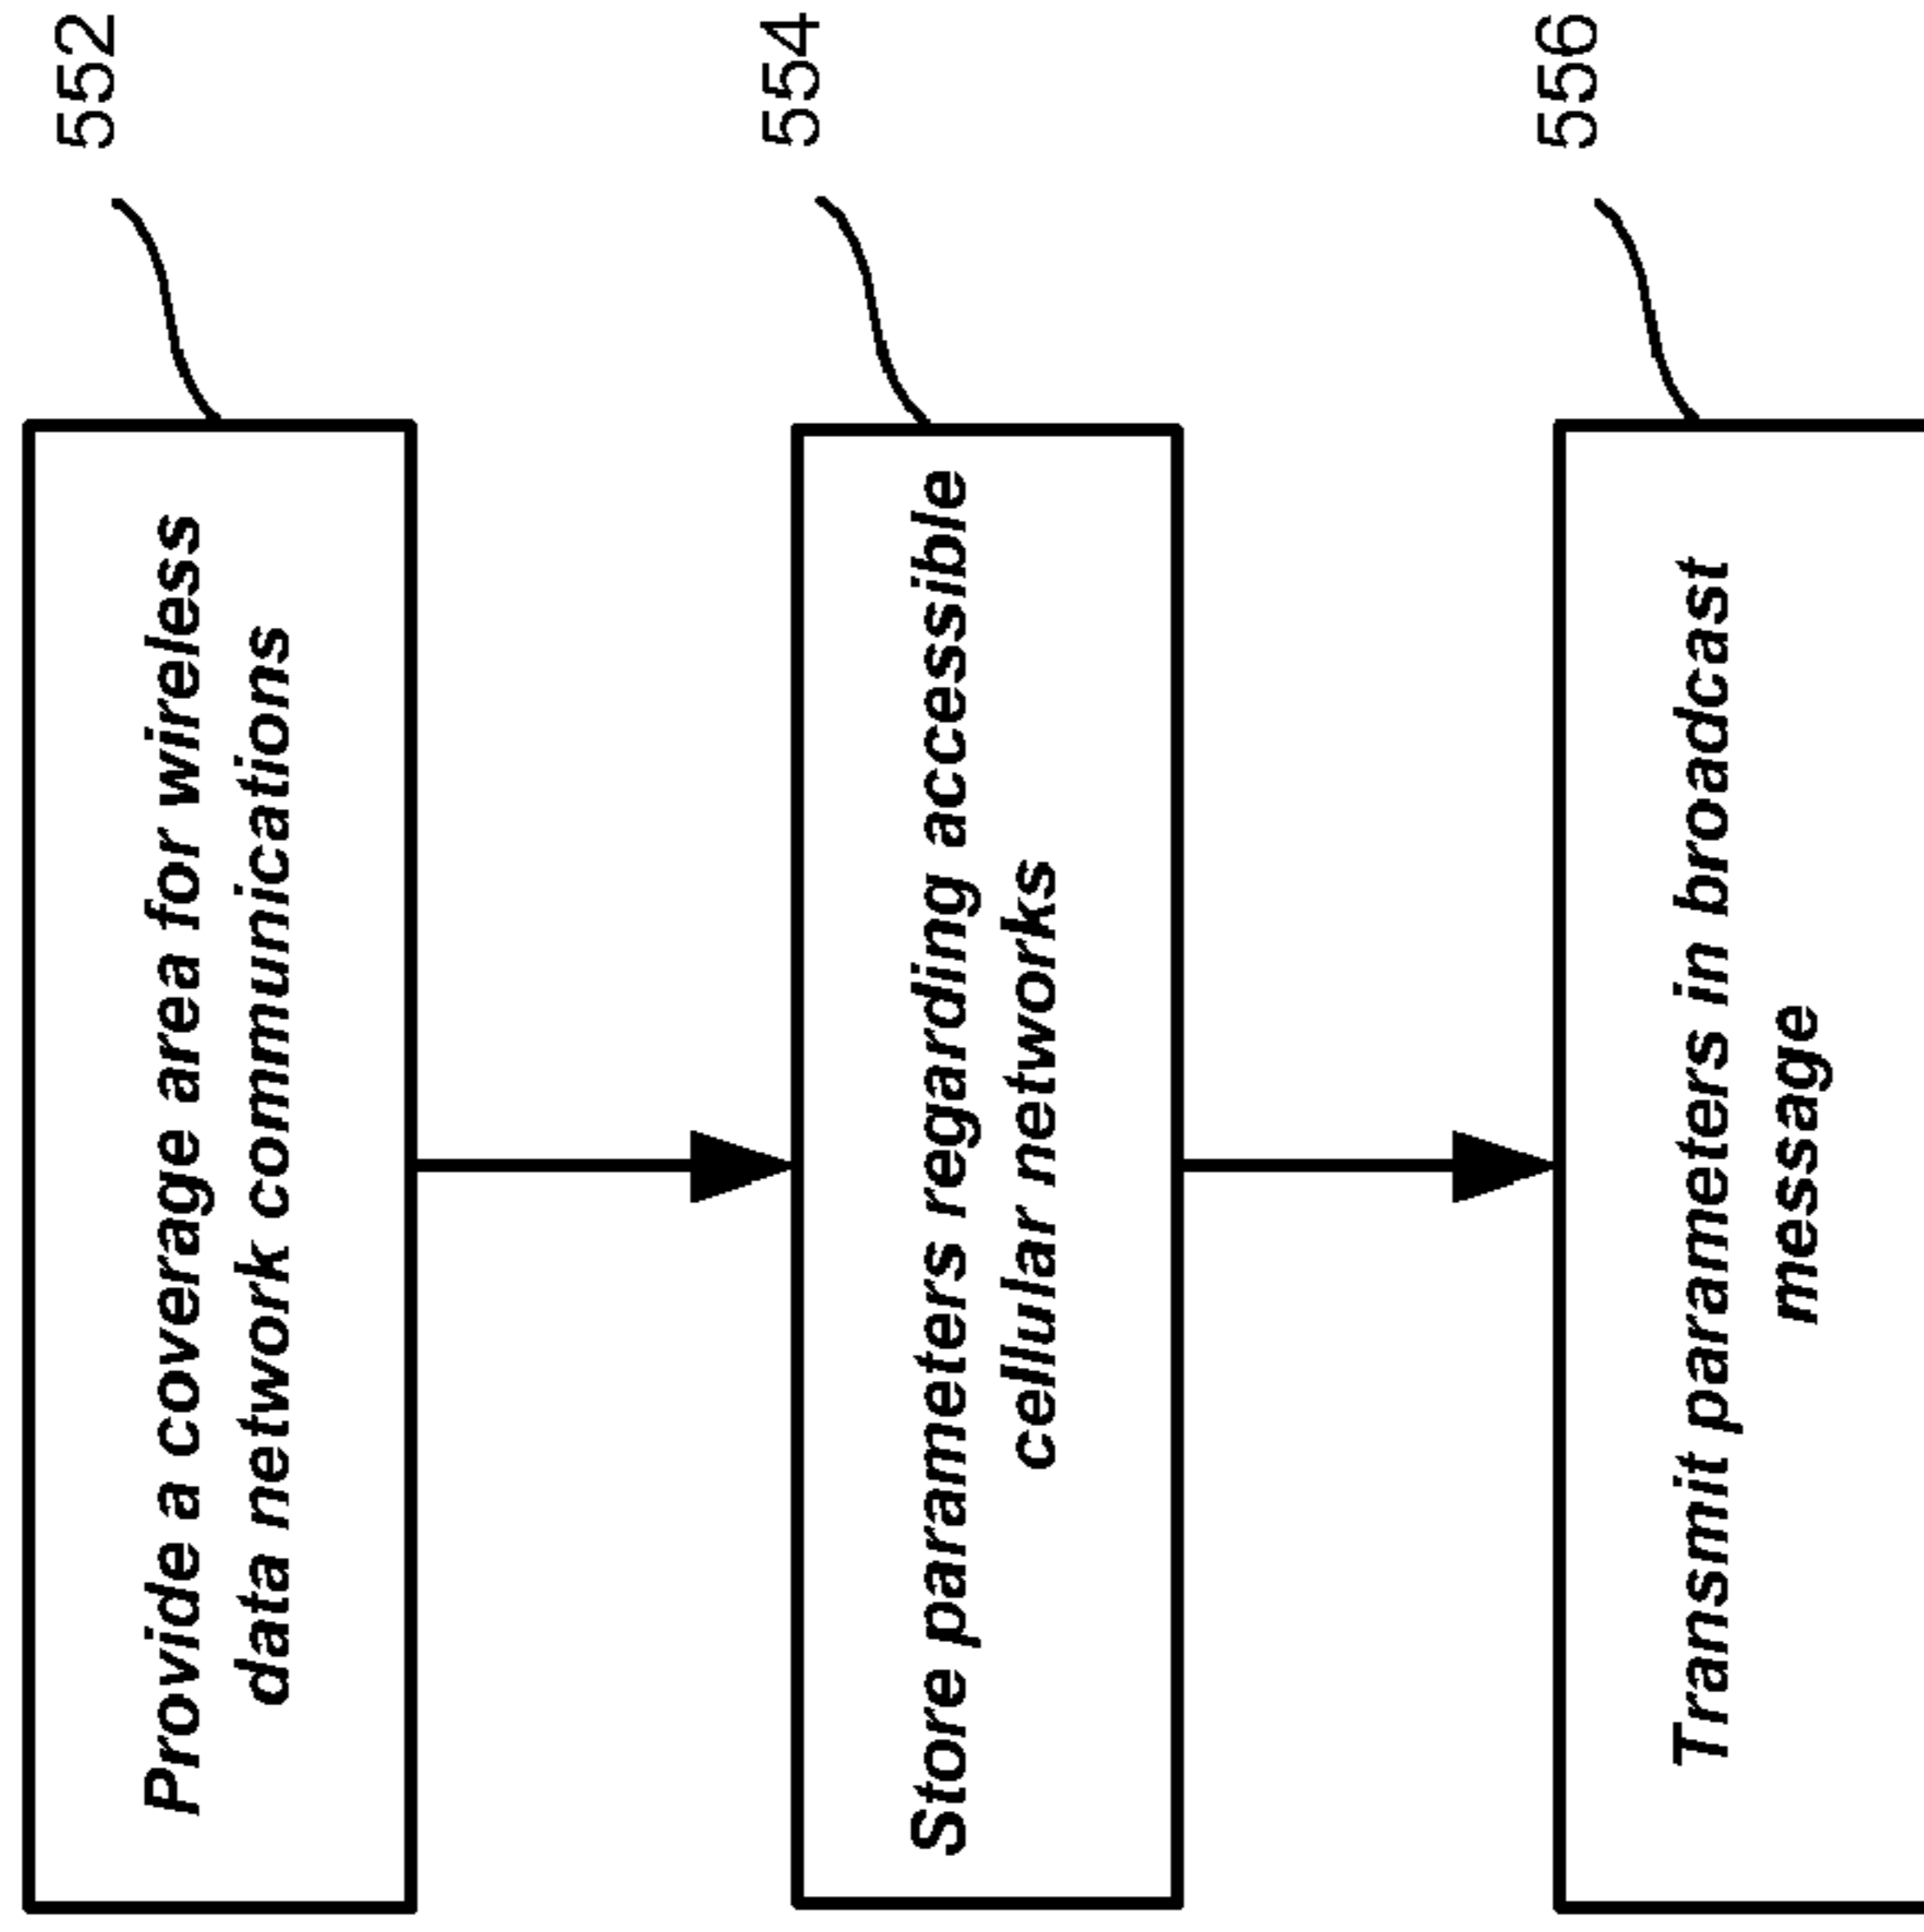 552
Provide a coverage area for wireless
data network communications
554
Store parameters regarding accessible
cellular networks
556
Transmit parameters in broadcast
message